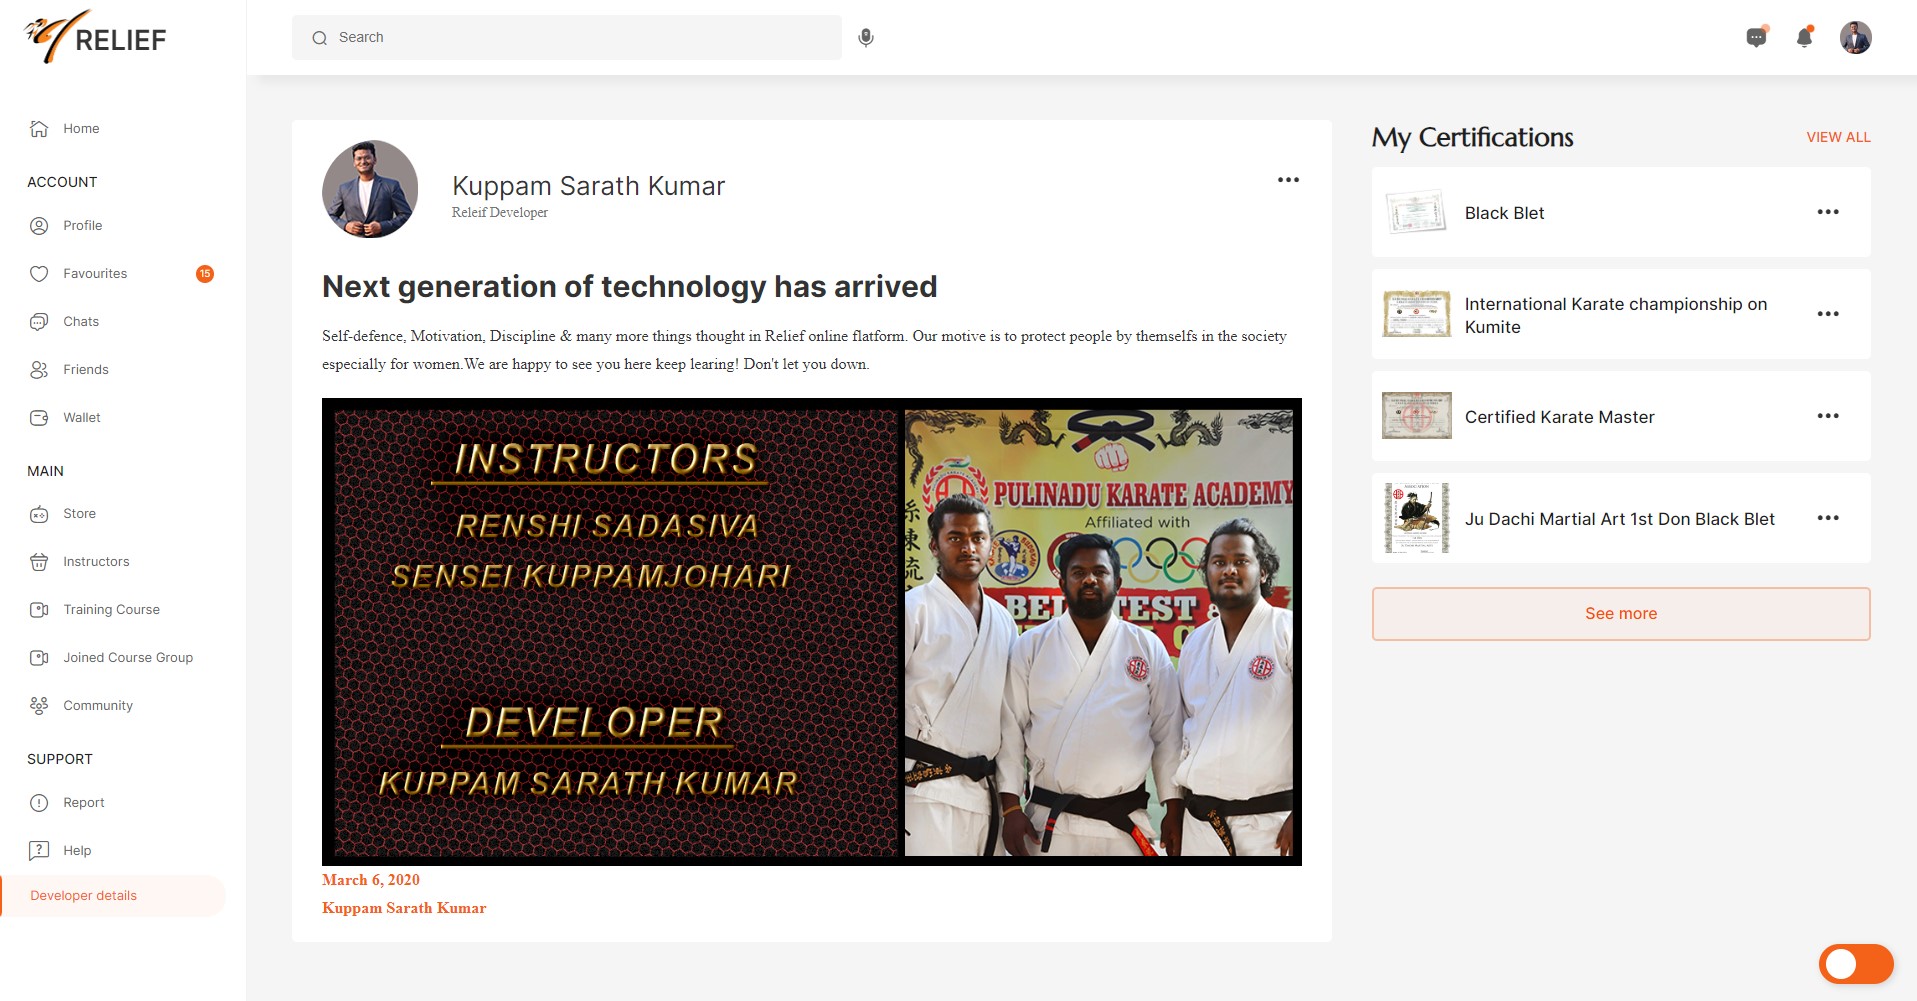 RELIEF
Search
Home
ACCOUNT
Profile
Favourites
15
Chats
Friends
Wallet
MAIN
Store
Instructors
Training Course
Joined Course Group
Community
SUPPORT
Report
Help
Developer details
Kuppam Sarath Kumar
Releif Developer
Next generation of technology has arrived
Self-defence, Motivation, Discipline & many more things thought in Relief online flatform. Our motive is to protect people by themselfs in the society
especially for women.We are happy to see you here keep learing! Don't let you down.
INSTRUCTORS
RENSHI SADASIVA
SENSEI KUPPAMJOHARI
DEVELOPER
KUPPAM SARATH KUMAR
PULINADU KARATE ACADEMY
Affiliated with
TEST &
March 6, 2020
Kuppam Sarath Kumar
My Certifications
VIEW ALL
Black Blet
International Karate championship on
Kumite
Certified Karate Master
Ju Dachi Martial Art 1st Don Black Blet
See more